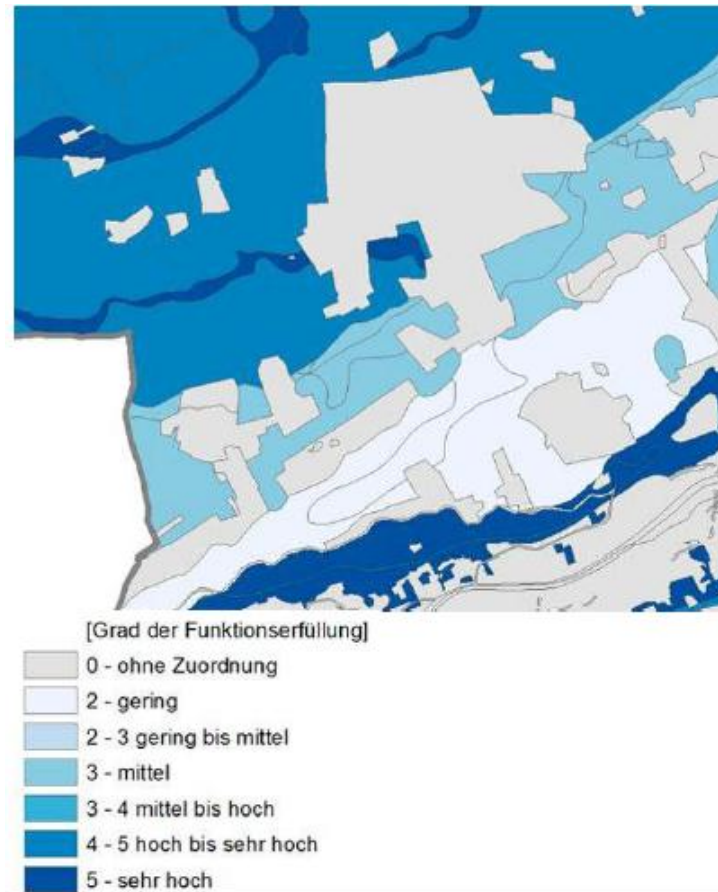 [Grad der Funktionserfüllung]
0 - ohne Zuordnung
2 - gering
2 - 3 gering bis mittel
3 - mittel
3 - 4 mittel bis hoch
4 - 5 hoch bis sehr hoch
5 - sehr hoch